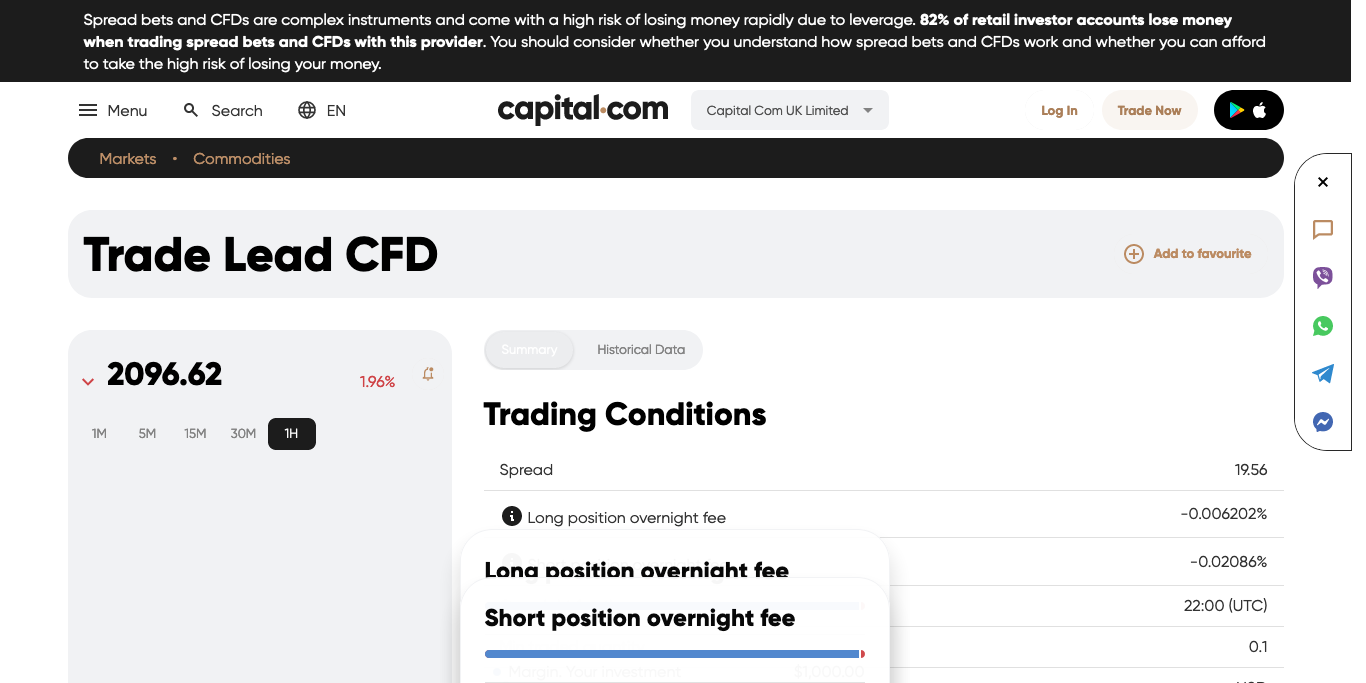 Spread bets and CFDs are complex instruments and come with a high risk of losing money rapidly due to leverage. 82% of retail investor accounts lose money
when trading spread bets and CFDs with this provider. You should consider whether you understand how spread bets and CFDs work and whether you can afford
to take the high risk of losing your money.
Menu Search EN capital.com Capital Com UK Limited Log In Trade Now
Markets • Commodities
Trade Lead CFD Add to favourite
2096.62 1.96%
1M 5M 15M 30M 1H
Summary Historical Data
Trading Conditions
Spread 19.56
Long position overnight fee -0.006202%
Long position overnight fee
-0.02086%
22:00 (UTC)
Short position overnight fee
0.1
Margin. Your investment $1,000.00